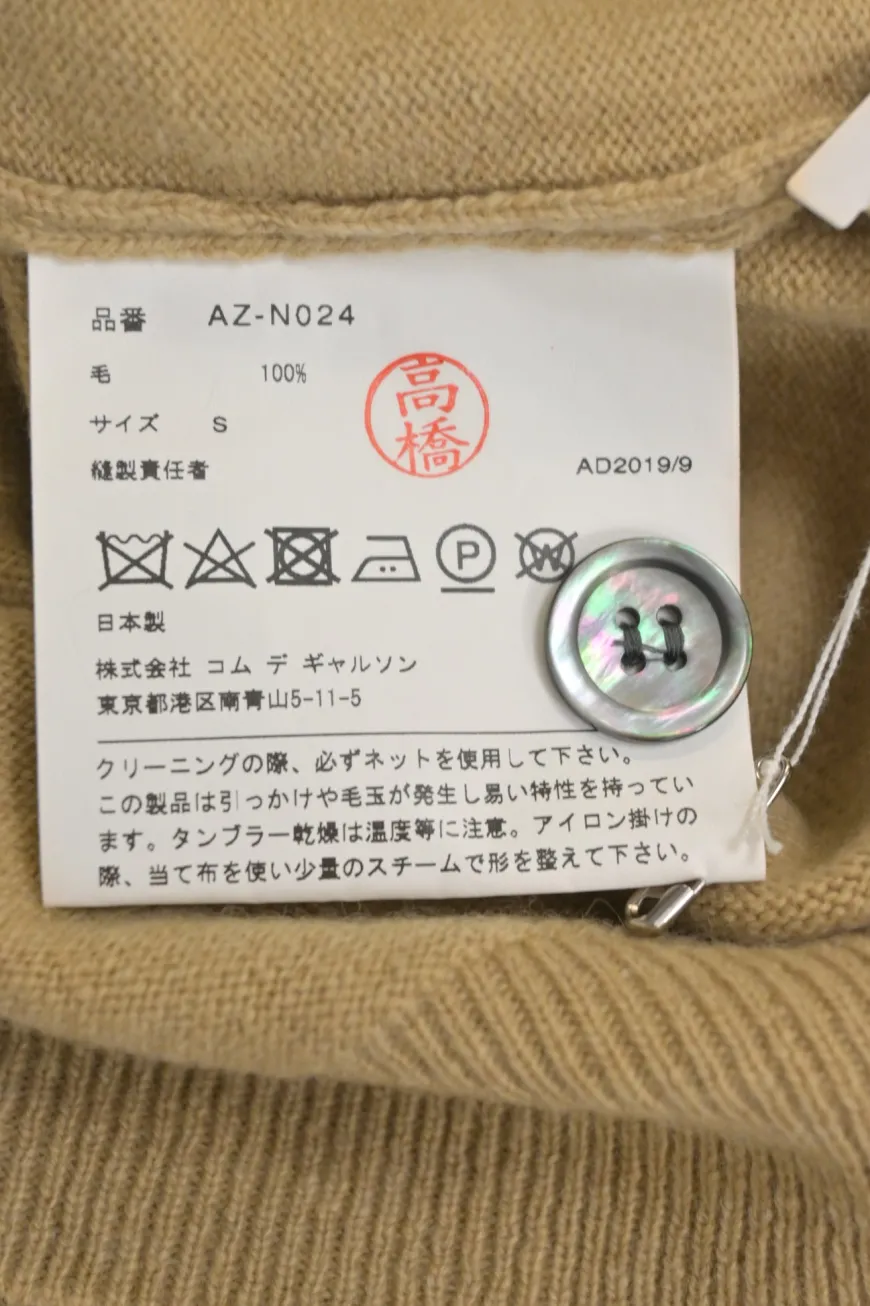 品番 AZ-N024
毛 100%
高橋
サイズ S
縫製責任者 AD2019/9
P W
日本製
株式会社 コム デ ギャルソン
東京都港区南青山5-11-5
クリーニングの際、必ずネットを使用して下さい。
この製品は引っかけや毛玉が発生し易い特性を持ってい
ます。タンブラー乾燥は温度等に注意。アイロン掛けの
際、当て布を使い少量のスチームで形を整えて下さい。